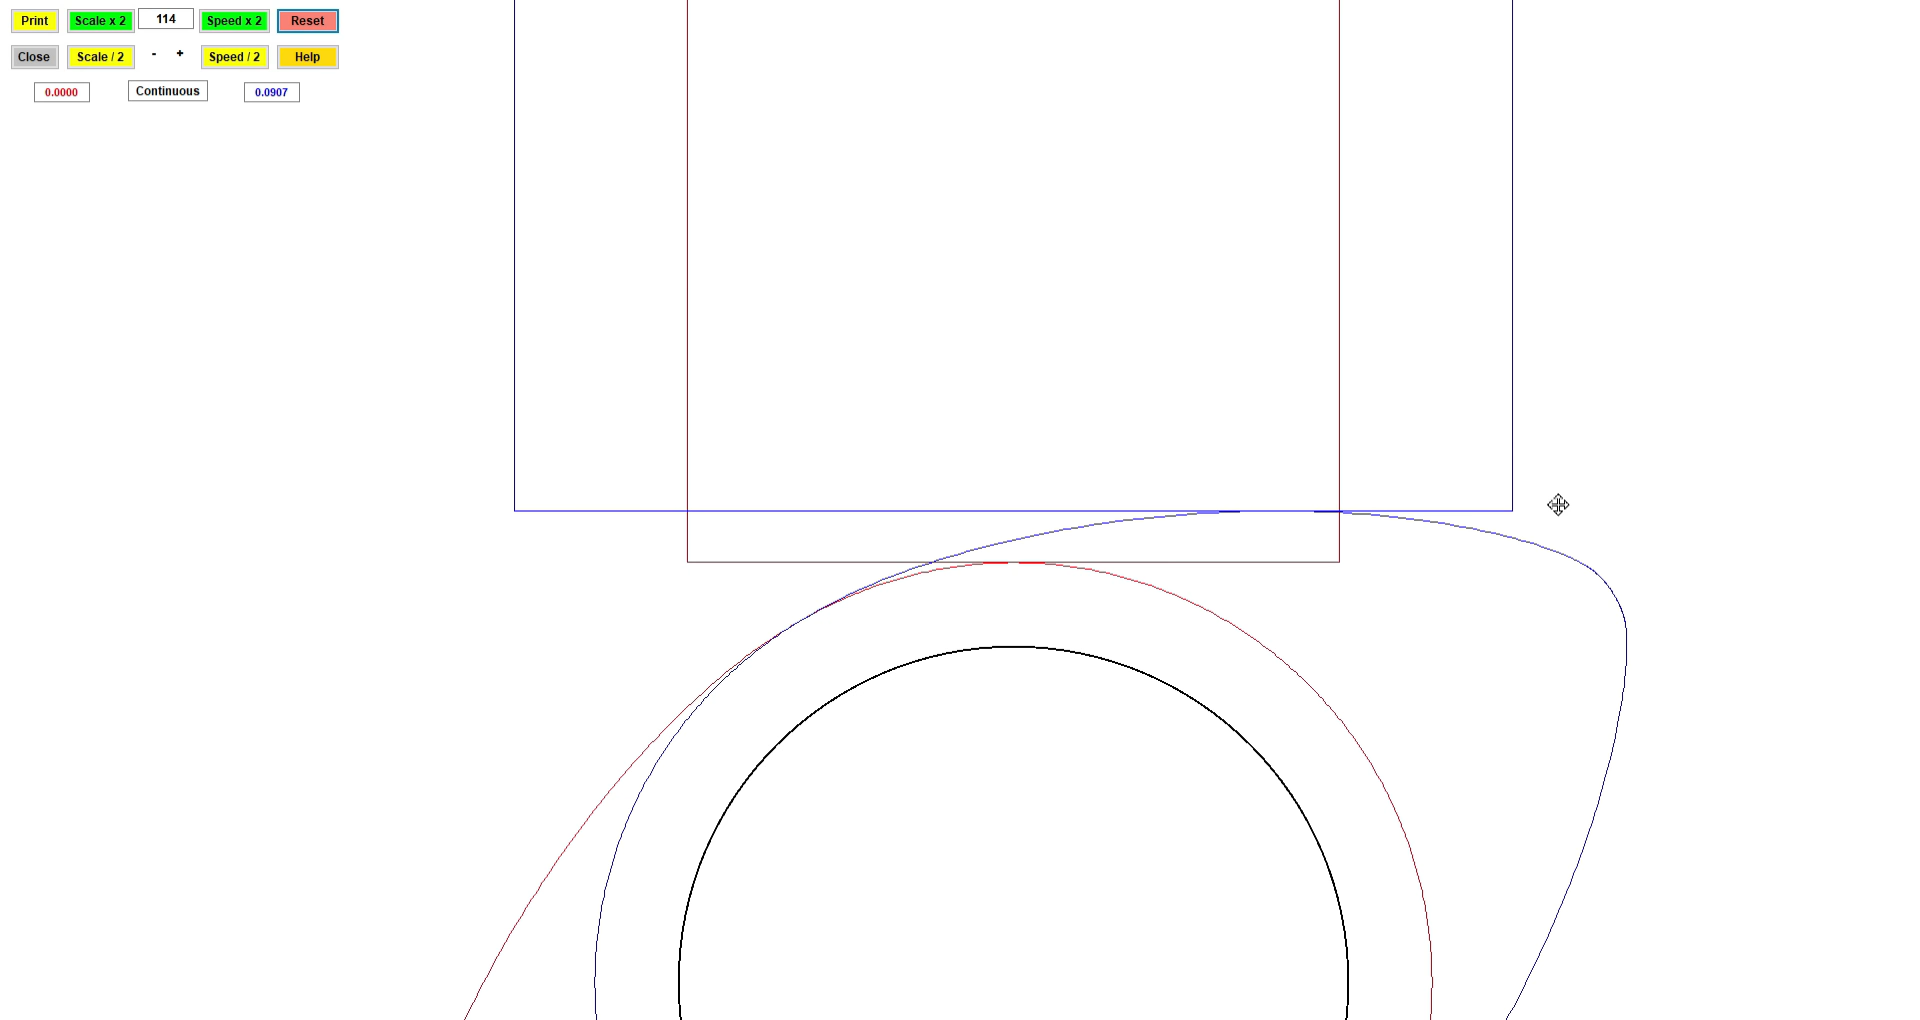 Print Scale x 2 114 Speed x 2 Reset
Close Scale / 2 - + Speed / 2 Help
0.0000 Continuous 0.0907